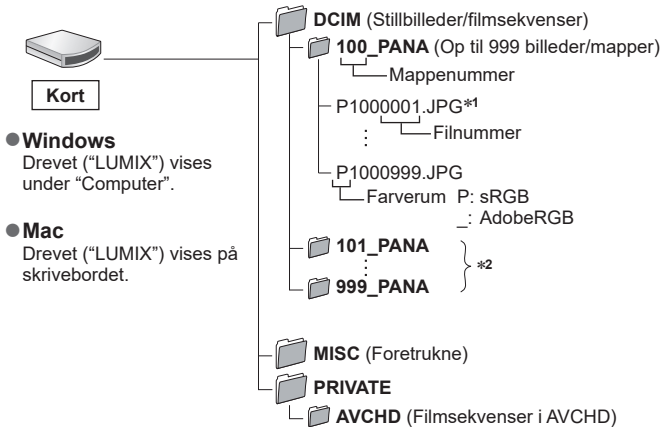 DCIM (Stillbilleder/filmsekvenser)
100_PANA (Op til 999 billeder/mapper)
Mappenummer
P1000001.JPG*1
Filnummer
P1000999.JPG
Farverum P: sRGB
_: AdobeRGB
101_PANA
*2
999_PANA
MISC (Foretrukne)
PRIVATE
AVCHD (Filmsekvenser i AVCHD)
Kort
●Windows
Drevet (“LUMIX”) vises
under “Computer”.
●Mac
Drevet (“LUMIX”) vises på
skrivebordet.